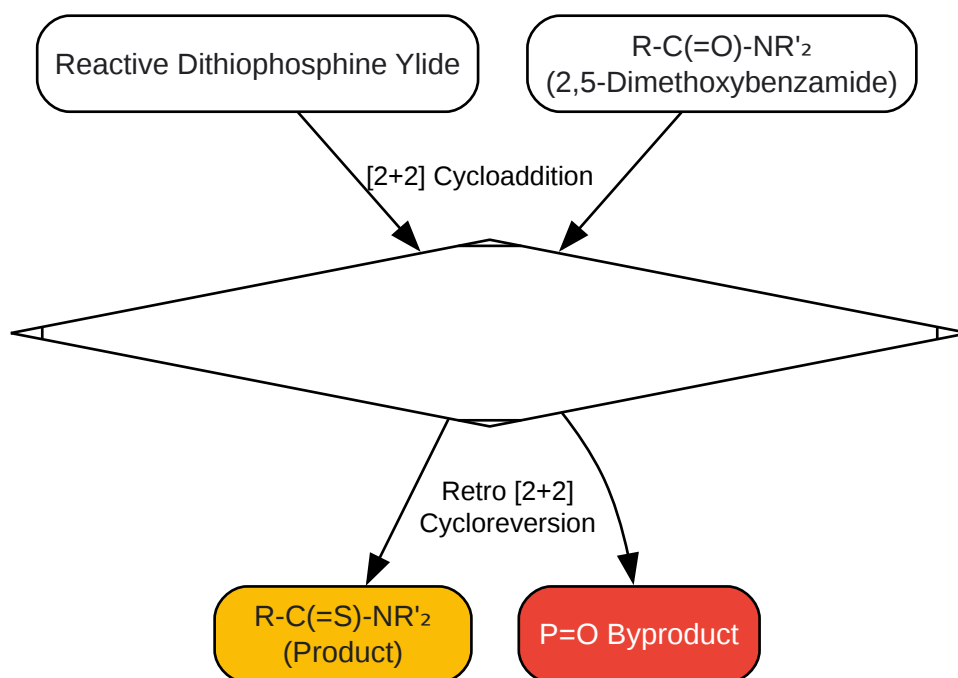 Reactive Dithiophosphine Ylide
R-C(=O)-NR'₂
(2,5-Dimethoxybenzamide)
[2+2] Cycloaddition
Retro [2+2]
Cycloreversion
R-C(=S)-NR'₂
(Product)
P=O Byproduct